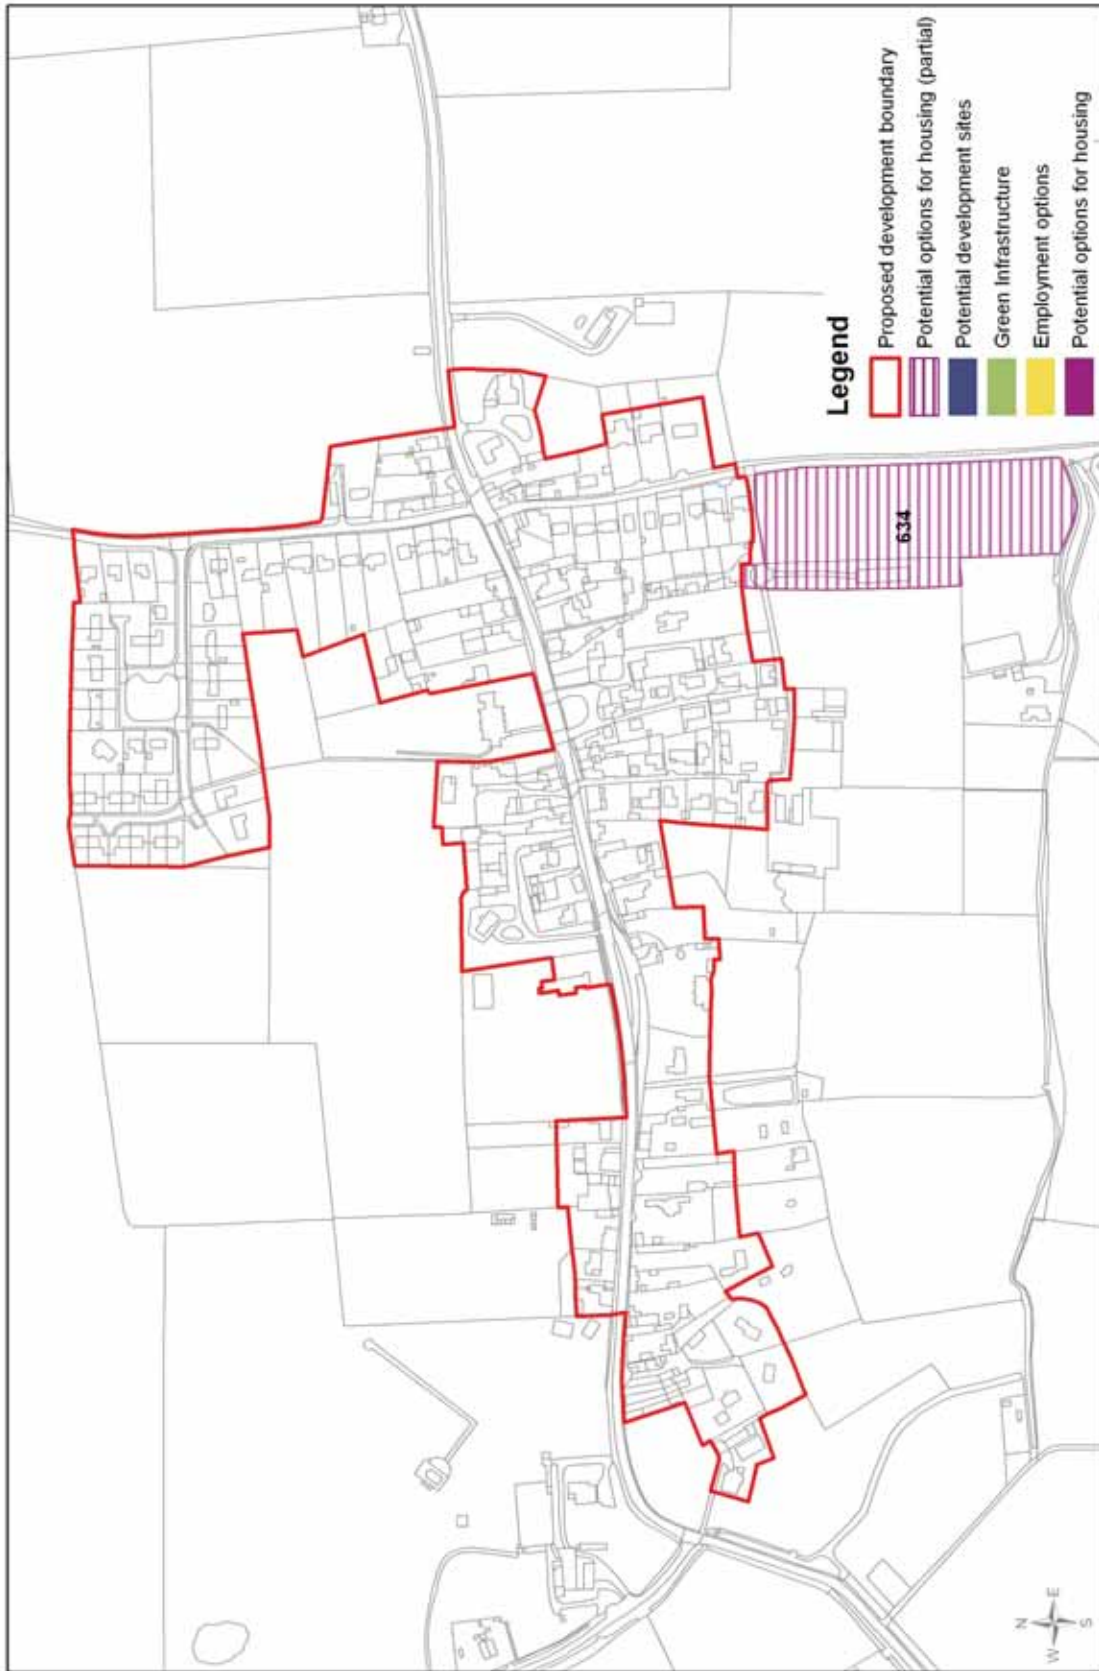 634
Legend
Proposed development boundary
Potential options for housing (partial)
Potential development sites
Green Infrastructure
Employment options
Potential options for housing
N
W E
S